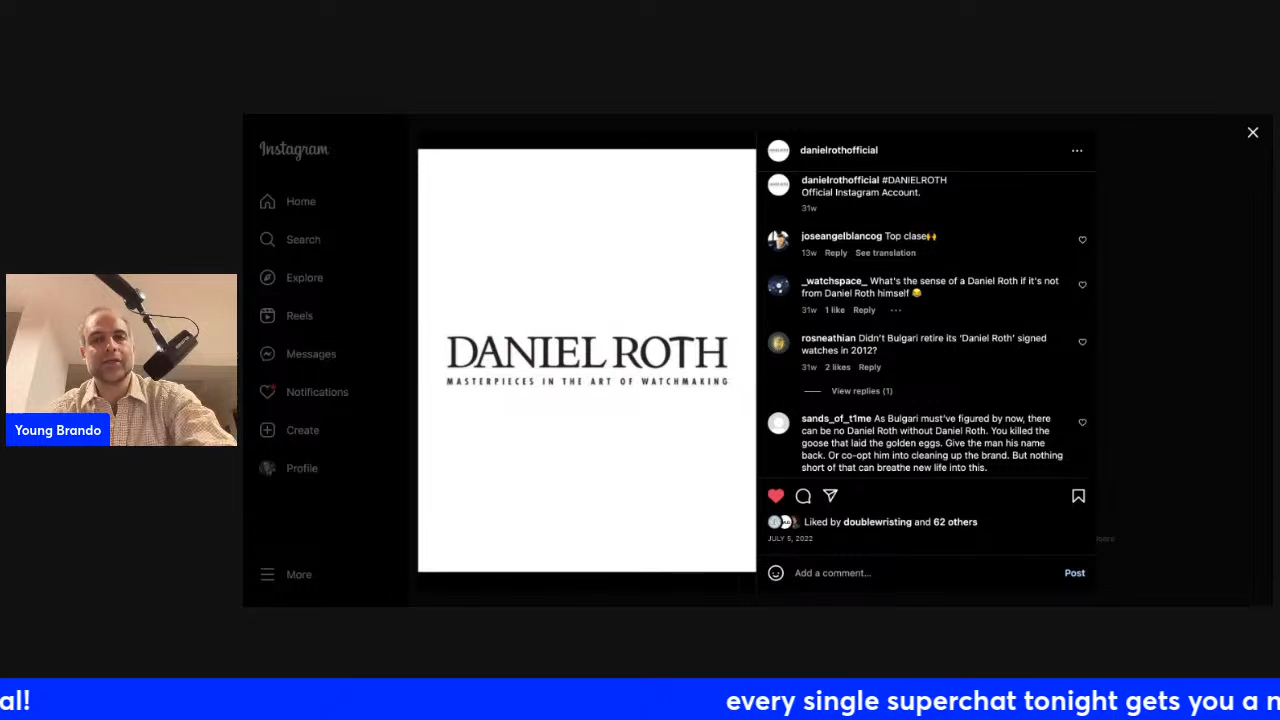 Instagram
Home
Search
Explore
Reels
Messages
Notifications
Create
Profile
More
DANIEL ROTH
MASTERPIECES IN THE ART OF WATCHMAKING
danielrothofficial
danielrothofficial #DANIELROTH
Official Instagram Account.
31w
joseangelblancog Top clase🙌
13w Reply See translation
_watchspace_ What's the sense of a Daniel Roth if it's not
from Daniel Roth himself 😂
31w 1 like Reply
rosneathian Didn't Bulgari retire its 'Daniel Roth' signed
watches in 2012?
31w 2 likes Reply
View replies (1)
sands_of_t1me As Bulgari must've figured by now, there
can be no Daniel Roth without Daniel Roth. You killed the
goose that laid the golden eggs. Give the man his name
back. Or co-opt him into cleaning up the brand. But nothing
short of that can breathe new life into this.
Liked by doublewristing and 62 others
JULY 5, 2022
Add a comment... Post
Young Brando
al! every single superchat tonight gets you a n